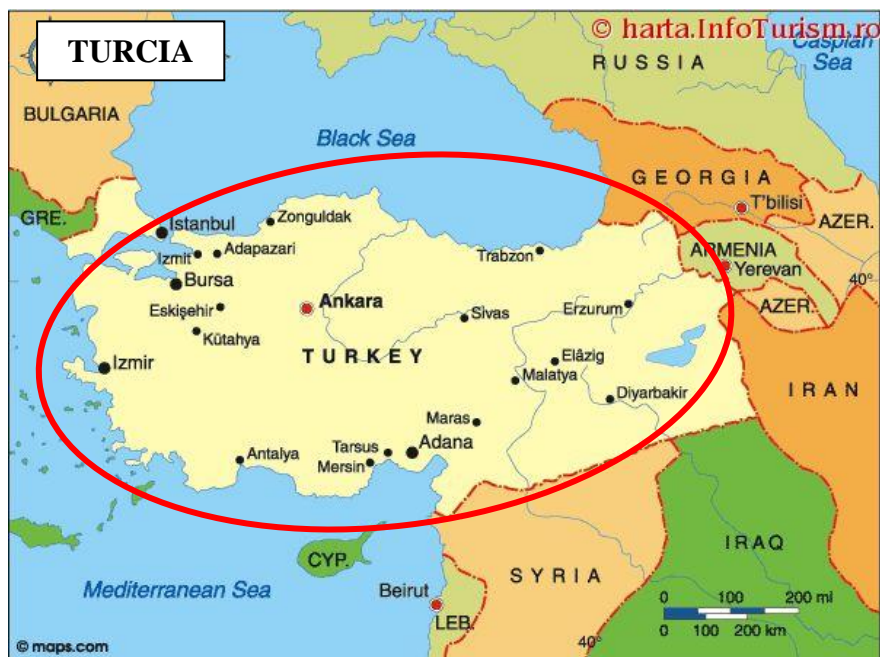 © harta.InfoTurism.ro
TURCIA
Caspian
Sea
RUSSIA
BULGARIA
Black Sea
GEORGIA
T'bilisi
GRE.
Istanbul
Zonguldak
AZER.
Izmit
Adapazari
Trabzon
ARMENIA
Yerevan
40°
Bursa
Eskişehir
Ankara
Sivas
Erzurum
AZER.
Kütahya
TURKEY
Izmir
Elâzig
Malatya
Diyarbakir
IRAN
Maras
Antalya
Tarsus
Mersin
Adana
CYP.
SYRIA
IRAQ
Mediterranean Sea
Beirut
LEB.
0 100 200 mi
0 100 200 km
40°
© maps.com